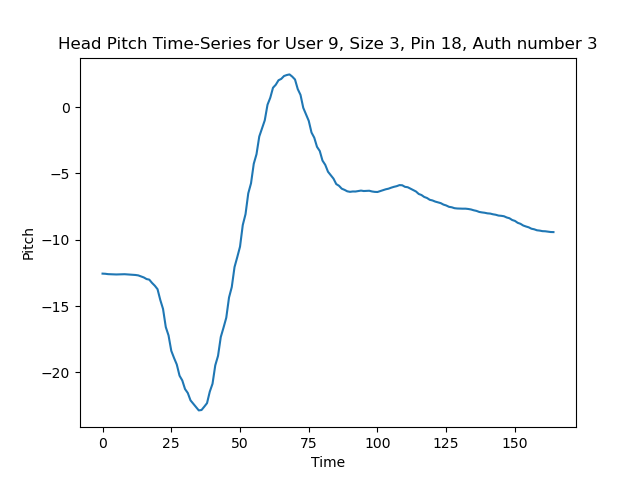 Head Pitch Time-Series for User 9, Size 3, Pin 18, Auth number 3
Pitch
0
−5
−10
−15
−20
0 25 50 75 100 125 150
Time